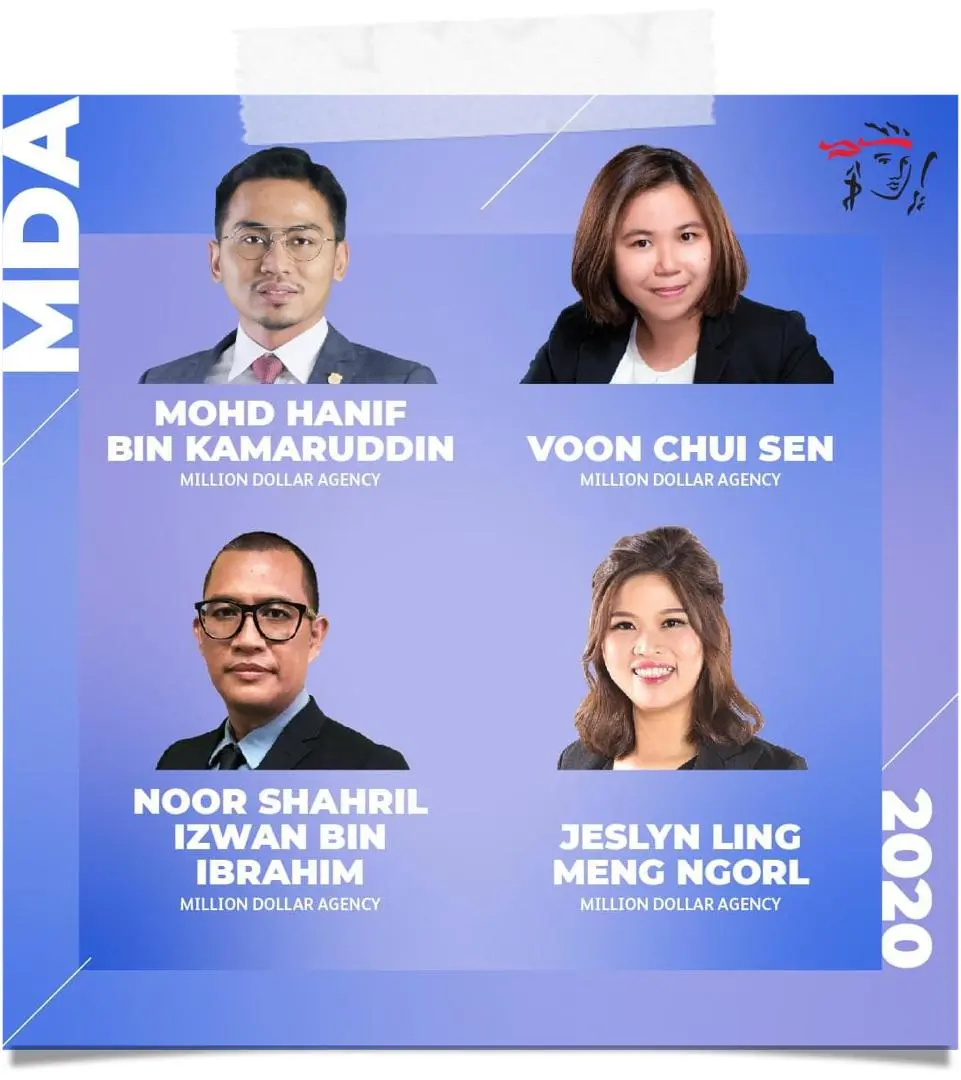 MDA
MOHD HANIF
BIN KAMARUDDIN
MILLION DOLLAR AGENCY
VOON CHUI SEN
MILLION DOLLAR AGENCY
NOOR SHAHRIL
IZWAN BIN
IBRAHIM
MILLION DOLLAR AGENCY
JESLYN LING
MENG NGORL
MILLION DOLLAR AGENCY
2020